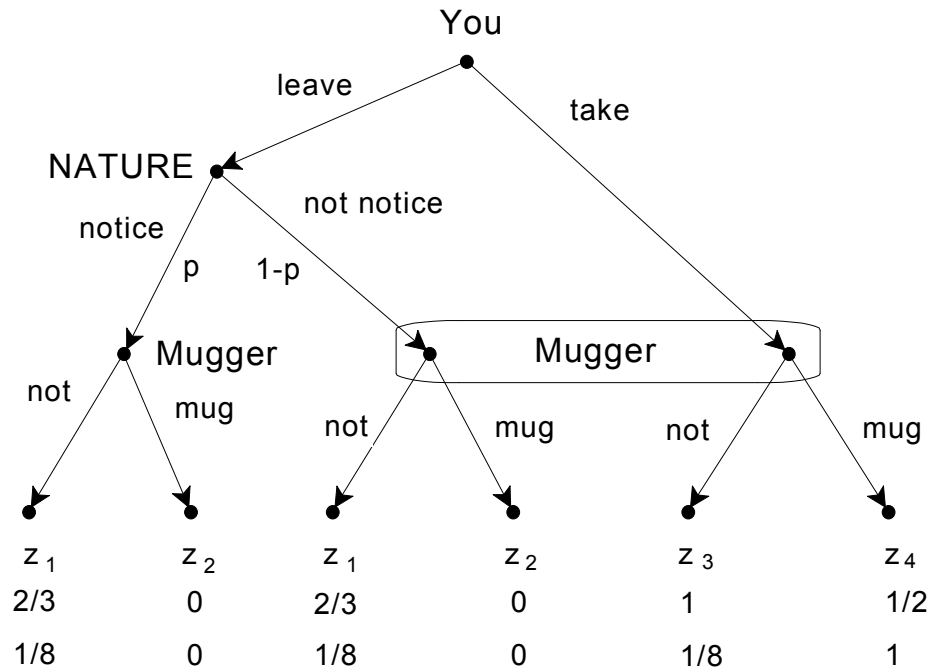 You
leave
take
NATURE
notice
not notice
p
1-p
Mugger
Mugger
not
mug
not
mug
not
mug
z 1
z 2
z 1
z 2
z 3
z 4
2/3
0
2/3
0
1
1/2
1/8
0
1/8
0
1/8
1